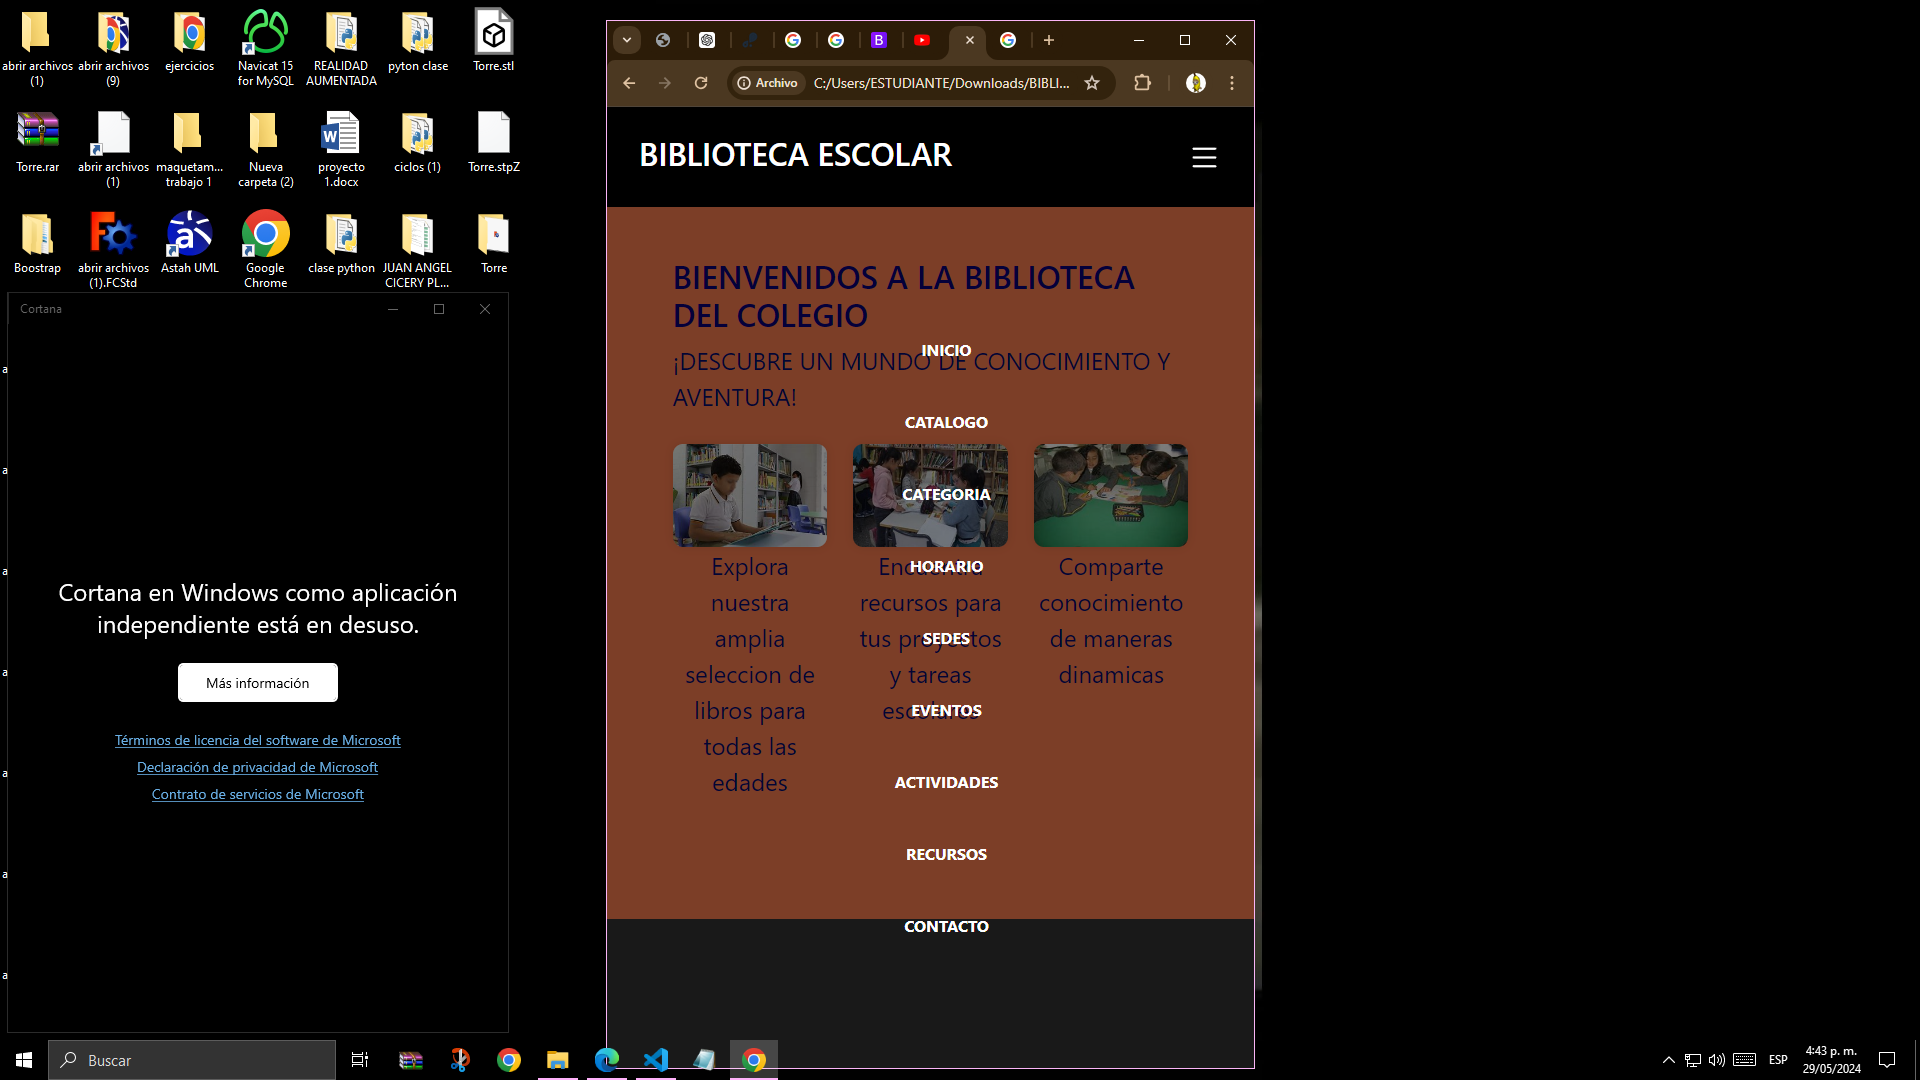 abrir archivos (1)
abrir archivos (9)
ejercicios
Navicat 15 for MySQL
REALIDAD AUMENTADA
pyton clase
Torre.stl
Torre.rar
abrir archivos (1)
maquetam... trabajo 1
Nueva carpeta (2)
proyecto 1.docx
ciclos (1)
Torre.stpZ
Boostrap
abrir archivos (1).FCStd
Astah UML
Google Chrome
clase python
JUAN ANGEL CICERY PL...
Torre
Cortana
Cortana en Windows como aplicación
independiente está en desuso.
Más información
Términos de licencia del software de Microsoft
Declaración de privacidad de Microsoft
Contrato de servicios de Microsoft
Archivo
C:/Users/ESTUDIANTE/Downloads/BIBLI...
BIBLIOTECA ESCOLAR
BIENVENIDOS A LA BIBLIOTECA
DEL COLEGIO
¡DESCUBRE UN MUNDO DE CONOCIMIENTO Y
AVENTURA!
INICIO
CATALOGO
CATEGORIA
HORARIO
SEDES
EVENTOS
ACTIVIDADES
RECURSOS
CONTACTO
Explora
nuestra
amplia
seleccion de
libros para
todas las
edades
Encuentra
recursos para
tus proyectos
y tareas
escolares
Comparte
conocimiento
de maneras
dinamicas
Buscar
ESP
4:43 p. m.
29/05/2024